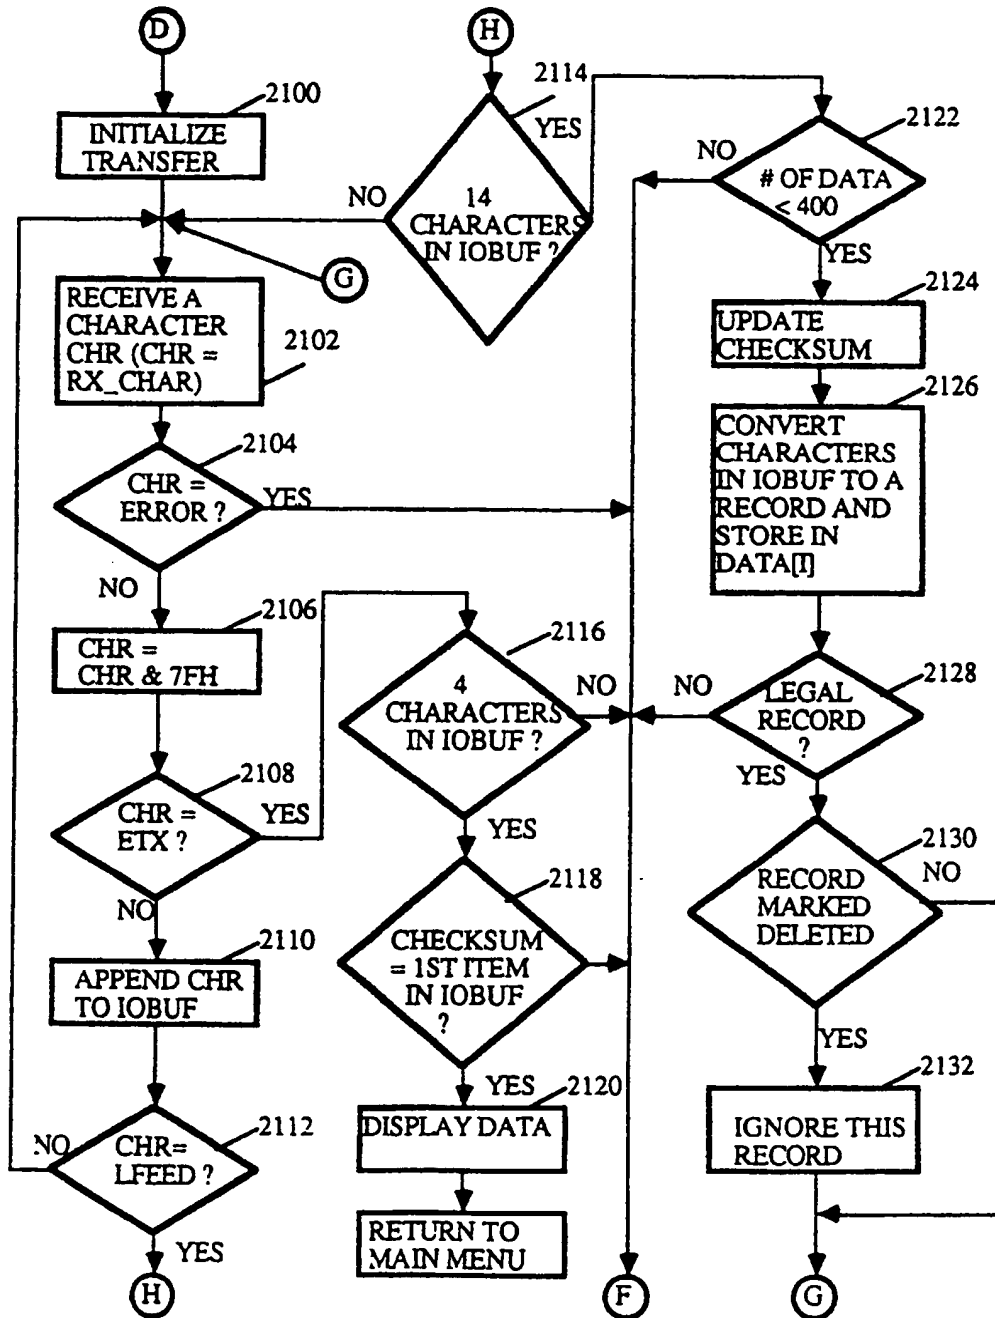 D
2100
INITIALIZE
TRANSFER
G
RECEIVE A
CHARACTER
CHR (CHR =
RX_CHAR)
2102
2104
CHR =
ERROR ?
YES
NO
2106
CHR =
CHR & 7FH
2108
CHR =
ETX ?
YES
NO
2110
APPEND CHR
TO IOBUF
2112
CHR=
LFEED ?
NO
YES
H
H
2114
YES
NO
14
CHARACTERS
IN IOBUF ?
2116
4
CHARACTERS
IN IOBUF ?
NO
YES
2118
CHECKSUM
= 1ST ITEM
IN IOBUF
?
YES
2120
DISPLAY DATA
RETURN TO
MAIN MENU
F
2122
NO
# OF DATA
< 400
YES
2124
UPDATE
CHECKSUM
2126
CONVERT
CHARACTERS
IN IOBUF TO A
RECORD AND
STORE IN
DATA[I]
2128
NO
LEGAL
RECORD
?
YES
2130
NO
RECORD
MARKED
DELETED
YES
2132
IGNORE THIS
RECORD
G